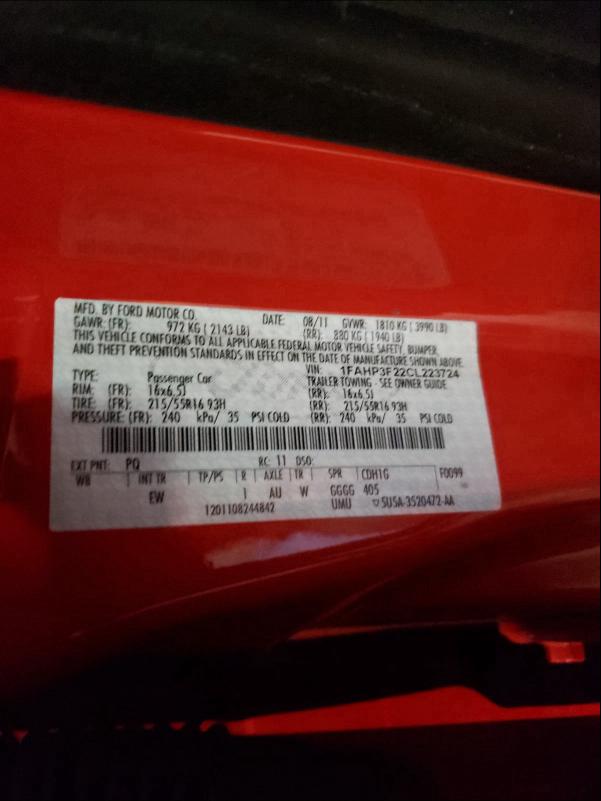 MFD. BY FORD MOTOR CO. DATE: 08/11 GVWR: 1810 KG ( 3990 LB)
GAWR: (FR): 972 KG ( 2143 LB) (RR): 880 KG ( 1940 LB)
THIS VEHICLE CONFORMS TO ALL APPLICABLE FEDERAL MOTOR VEHICLE SAFETY, BUMPER,
AND THEFT PREVENTION STANDARDS IN EFFECT ON THE DATE OF MANUFACTURE SHOWN ABOVE.
VIN: 1FAHP3F22CL223724
TYPE: Passenger Car TRAILER TOWING - SEE OWNER GUIDE
RIM: (FR): 16x6.5J (RR): 16x6.5J
TIRE: (FR): 215/55R16 93H (RR): 215/55R16 93H
PRESSURE: (FR): 240 kPa/ 35 PSI COLD (RR): 240 kPa/ 35 PSI COLD
EXT PNT: PQ RC: 11 DSO:
WB INT TR TP/PS R AXLE TR SPR CDH1G F0099
EW 1 AU W GGGG 405
1201108244842 UMU ▽5U5A-3520472-AA